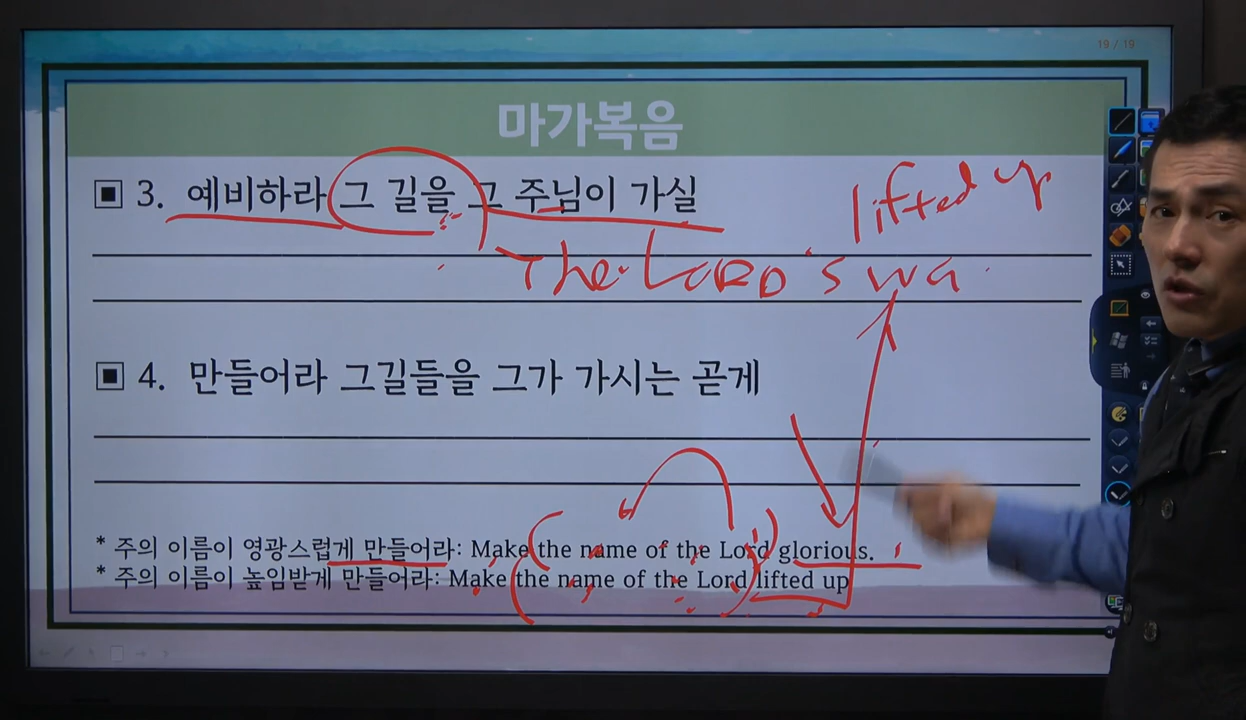 19 / 19
마가복음
▣ 3. 예비하라 그 길을 그 주님이 가실
lifted up
The LORD's wa
▣ 4. 만들어라 그길들을 그가 가시는 곧게
* 주의 이름이 영광스럽게 만들어라: Make the name of the Lord glorious.
* 주의 이름이 높임받게 만들어라: Make the name of the Lord lifted up